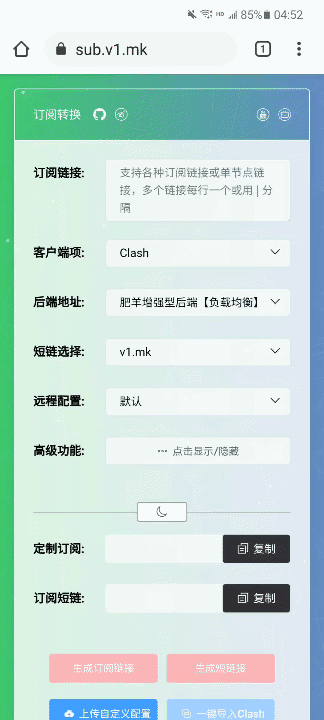 85% 04:52
sub.v1.mk
1
订阅转换
订阅链接:
支持各种订阅链接或单节点链
接，多个链接每行一个或用 | 分
隔
客户端项:
Clash
后端地址:
肥羊增强型后端【负载均衡】
短链选择:
v1.mk
远程配置:
默认
高级功能:
··· 点击显示/隐藏
定制订阅:
复制
订阅短链:
复制
生成订阅链接
生成短链接
上传自定义配置
一键导入Clash